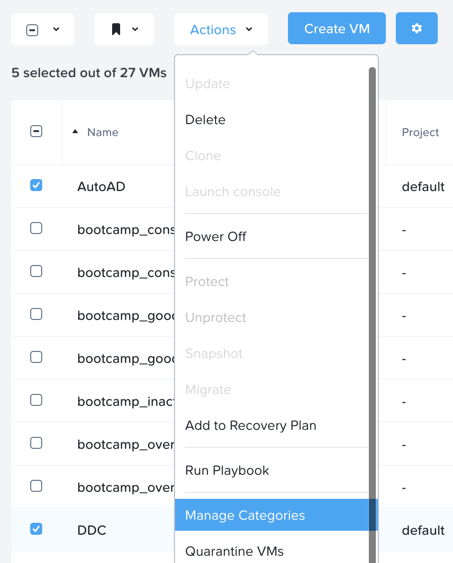 Actions
Create VM
5 selected out of 27 VMs
Name
Project
Update
Delete
Clone
Launch console
Power Off
Protect
Unprotect
Snapshot
Migrate
Add to Recovery Plan
Run Playbook
Manage Categories
Quarantine VMs
AutoAD
default
bootcamp_cons
-
bootcamp_cons
-
bootcamp_good
-
bootcamp_good
-
bootcamp_inac
-
bootcamp_over
-
bootcamp_over
-
DDC
default